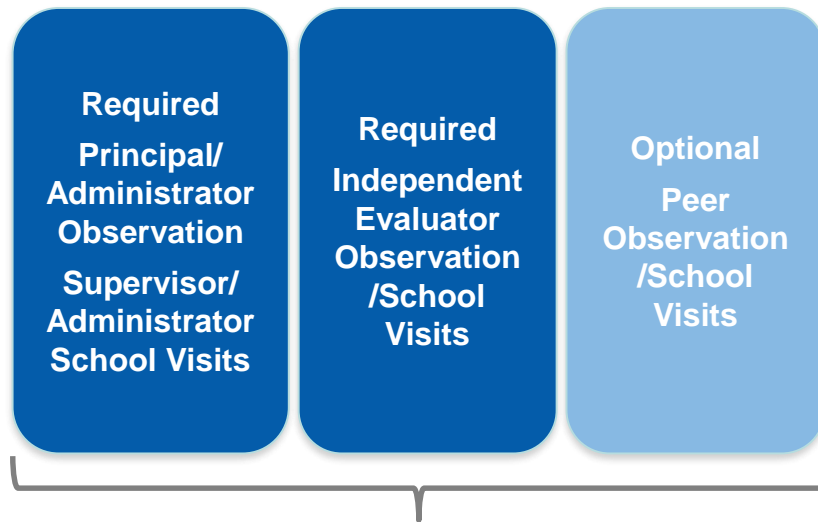 Required
Principal/
Administrator
Observation
Supervisor/
Administrator
School Visits
Required
Independent
Evaluator
Observation
/School
Visits
Optional
Peer
Observation
/School
Visits